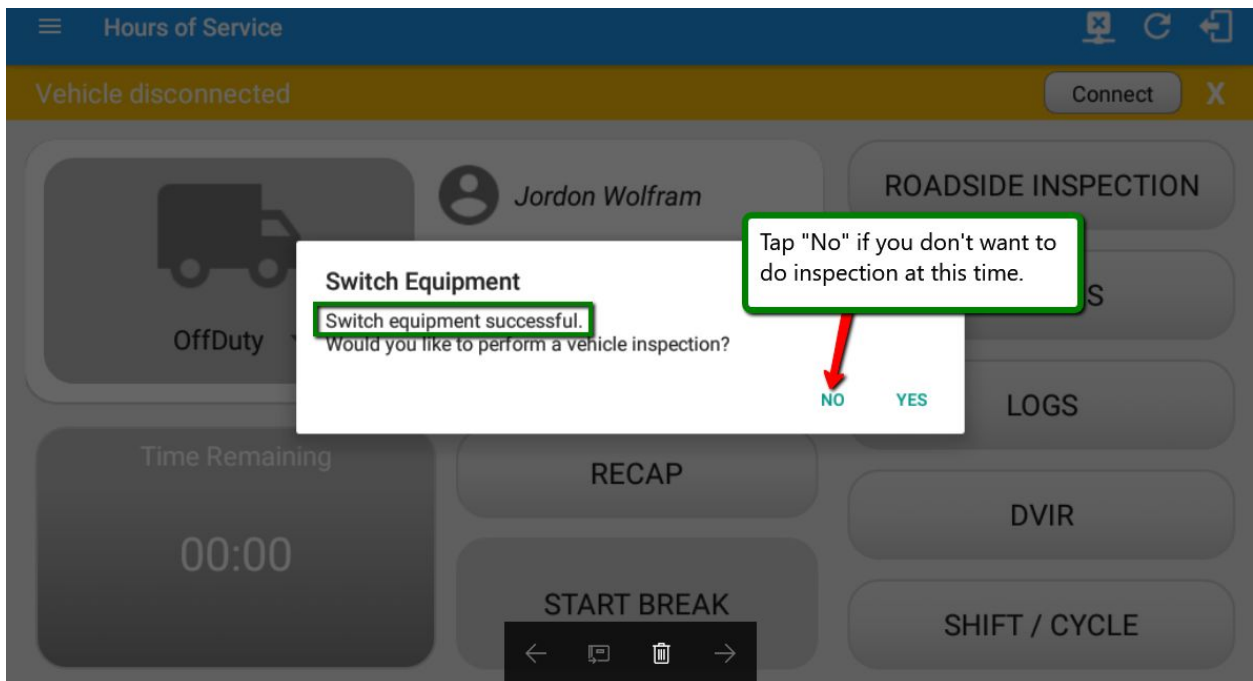 Hours of Service
Vehicle disconnected
Connect
X
Jordon Wolfram
ROADSIDE INSPECTION
Tap "No" if you don't want to
do inspection at this time.
Switch Equipment
Switch equipment successful.
Would you like to perform a vehicle inspection?
NO YES
OffDuty
LOGS
Time Remaining
00:00
RECAP
DVIR
START BREAK
SHIFT / CYCLE